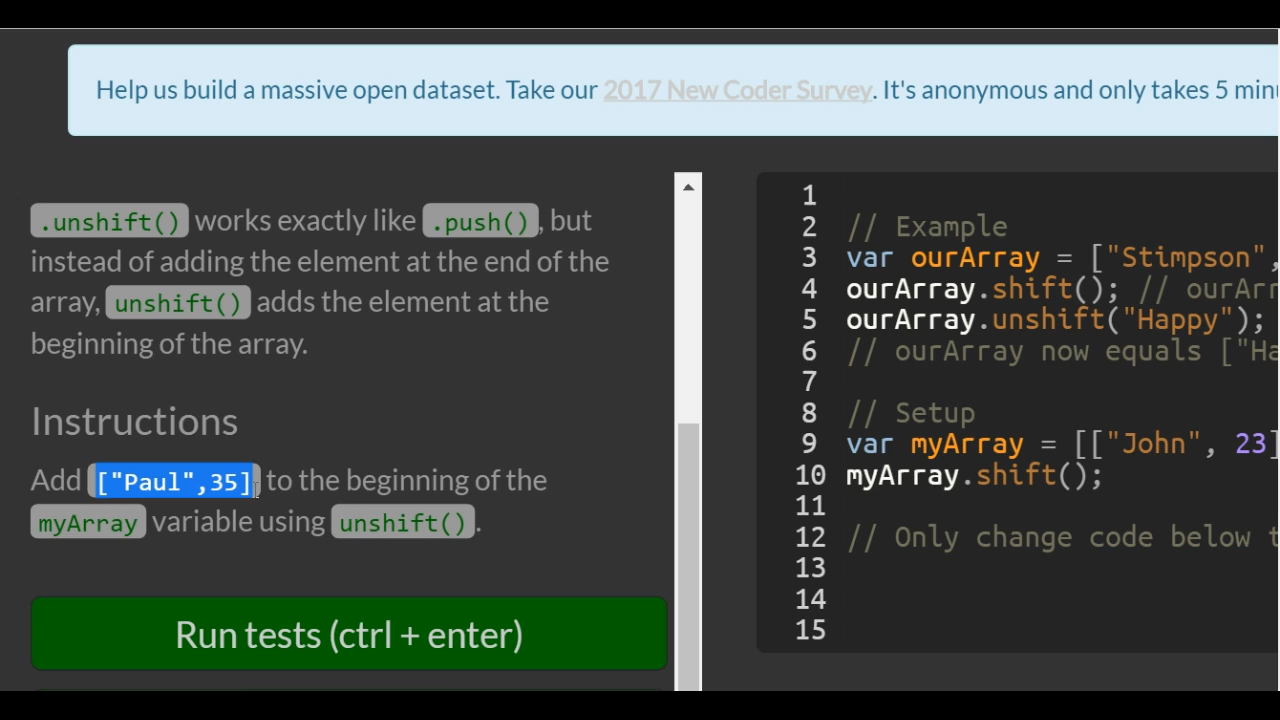 Help us build a massive open dataset. Take our 2017 New Coder Survey. It's anonymous and only takes 5
.unshift() works exactly like .push(), but
instead of adding the element at the end of the
array, unshift() adds the element at the
beginning of the array.
Instructions
Add ["Paul",35] to the beginning of the
myArray variable using unshift().
Run tests (ctrl + enter)
1
2 // Example
3 var ourArray = ["Stimpson",
4 ourArray.shift(); // ourArr
5 ourArray.unshift("Happy");
6 // ourArray now equals ["Ha
7
8 // Setup
9 var myArray = [["John", 23]
10 myArray.shift();
11
12 // Only change code below t
13
14
15